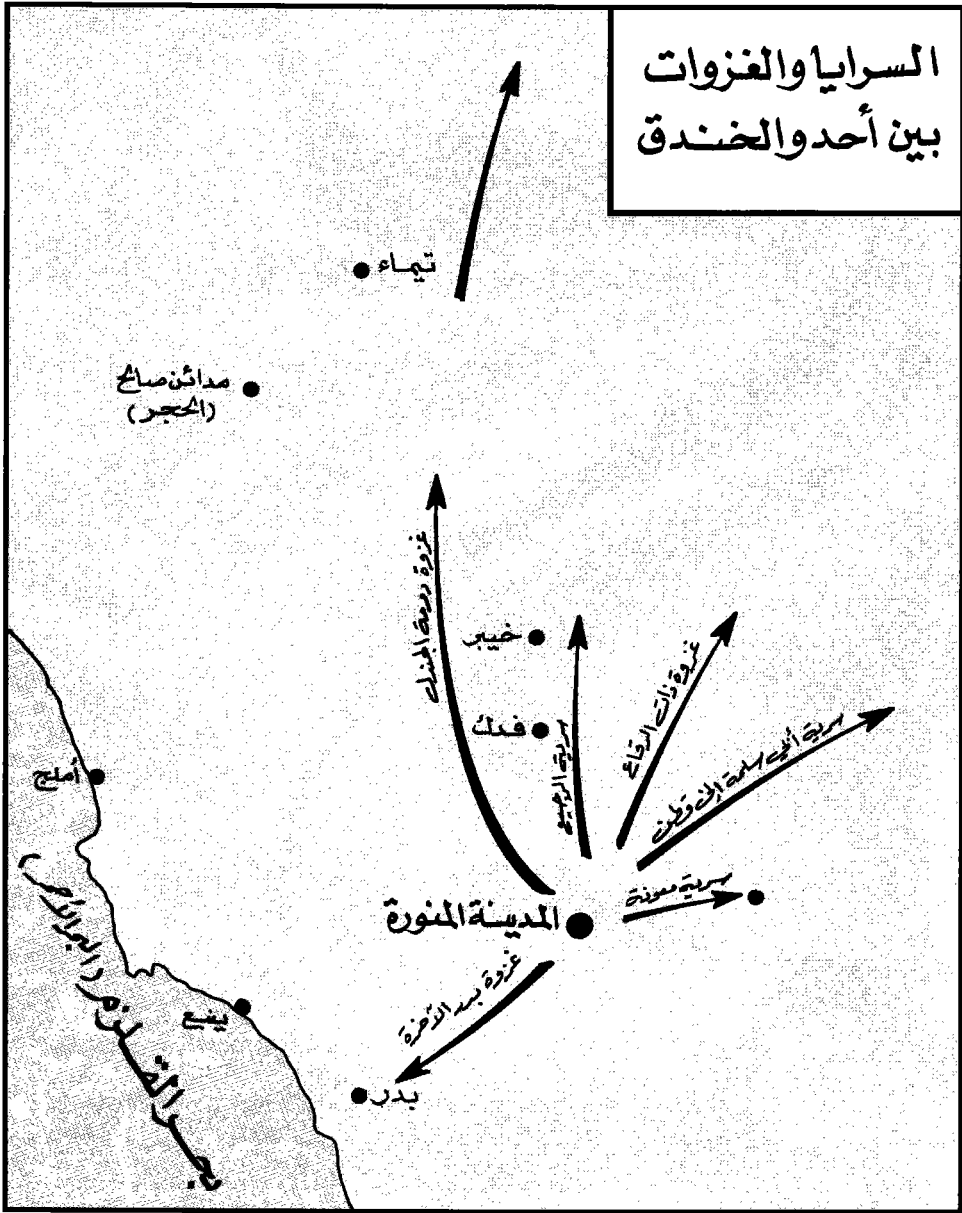 السرايا والغزوات
بين أحد والخندق
تيماء
مدائن صالح
(الحجر)
غزوة دومة الجندل
خيبر
فدك
سرية الرجيع
غزوة ذات الرقاع
سرية أبي سلمة إلى قطن
سرية معونة
أملج
المدينة المنورة
غزوة بدر الآخرة
ينبع
بدر
بحر القلزم (البحر الأحمر)